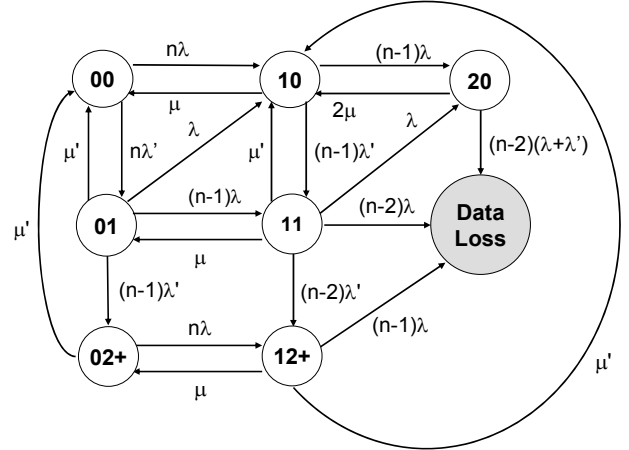 nλ
(n-1)λ
00
10
20
μ
2μ
λ
λ
μ'
nλ’
μ'
(n-1)λ'
(n-2)(λ+λ’)
(n-1)λ
(n-2)λ
Data
Loss
μ'
01
11
μ
(n-1)λ'
(n-2)λ'
(n-1)λ
nλ
02+
12+
μ
μ'